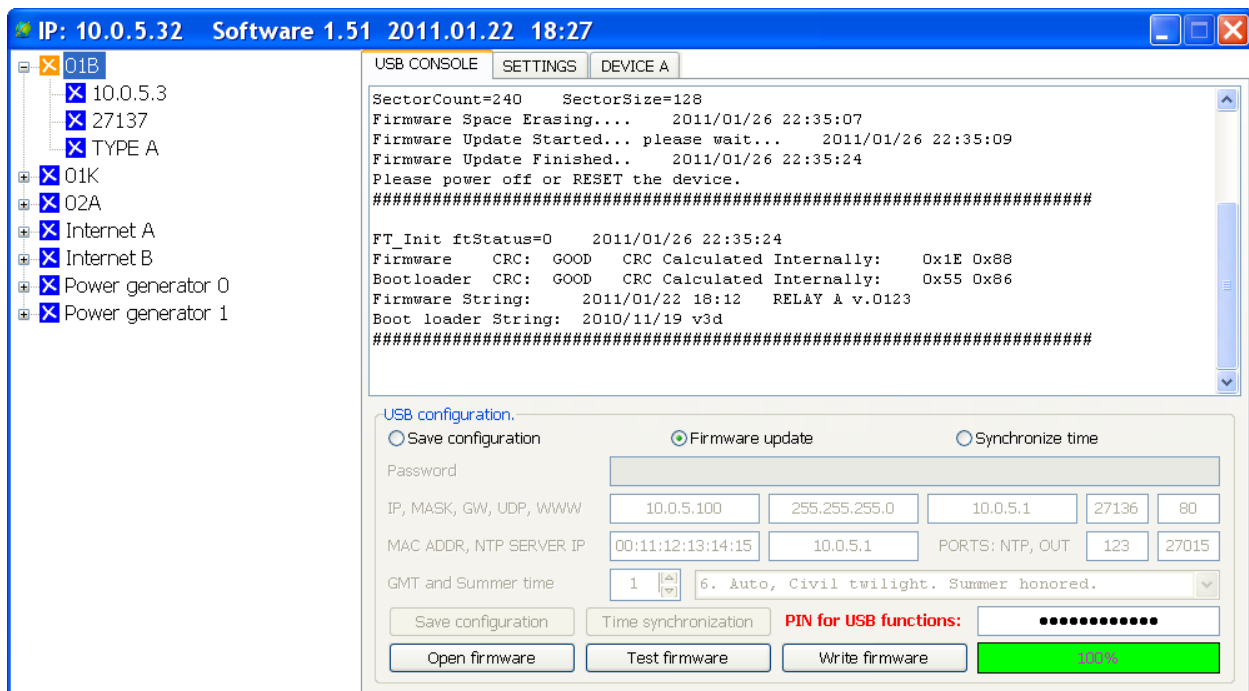 IP: 10.0.5.32 Software 1.51 2011.01.22 18:27
01B
10.0.5.3
27137
TYPE A
01K
02A
Internet A
Internet B
Power generator 0
Power generator 1
USB CONSOLE SETTINGS DEVICE A
SectorCount=240 SectorSize=128
Firmware Space Erasing.... 2011/01/26 22:35:07
Firmware Update Started... please wait... 2011/01/26 22:35:09
Firmware Update Finished.. 2011/01/26 22:35:24
Please power off or RESET the device.
########################################################################
FT_Init ftStatus=0 2011/01/26 22:35:24
Firmware CRC: GOOD CRC Calculated Internally: 0x1E 0x88
Bootloader CRC: GOOD CRC Calculated Internally: 0x55 0x86
Firmware String: 2011/01/22 18:12 RELAY A v.0123
Boot loader String: 2010/11/19 v3d
########################################################################
USB configuration.
Save configuration Firmware update Synchronize time
Password
IP, MASK, GW, UDP, WWW 10.0.5.100 255.255.255.0 10.0.5.1 27136 80
MAC ADDR, NTP SERVER IP 00:11:12:13:14:15 10.0.5.1 PORTS: NTP, OUT 123 27015
GMT and Summer time 1 6. Auto, Civil twilight. Summer honored.
Save configuration Time synchronization PIN for USB functions: ●●●●●●●●●●●●
Open firmware Test firmware Write firmware 100%